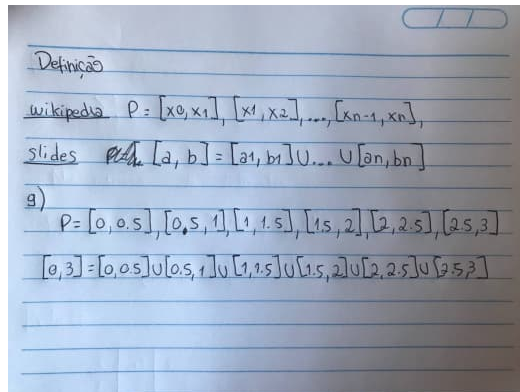 Definição
wikipedia P = [x0, x1], [x1, x2], ..., [xn-1, xn],
slides [a, b] = [a1, b1] U... U [an, bn]
g)
P = [0, 0.5], [0.5, 1], [1, 1.5], [1.5, 2], [2, 2.5], [2.5, 3]
[0, 3] = [0, 0.5] U [0.5, 1] U [1, 1.5] U [1.5, 2] U [2, 2.5] U [2.5, 3]